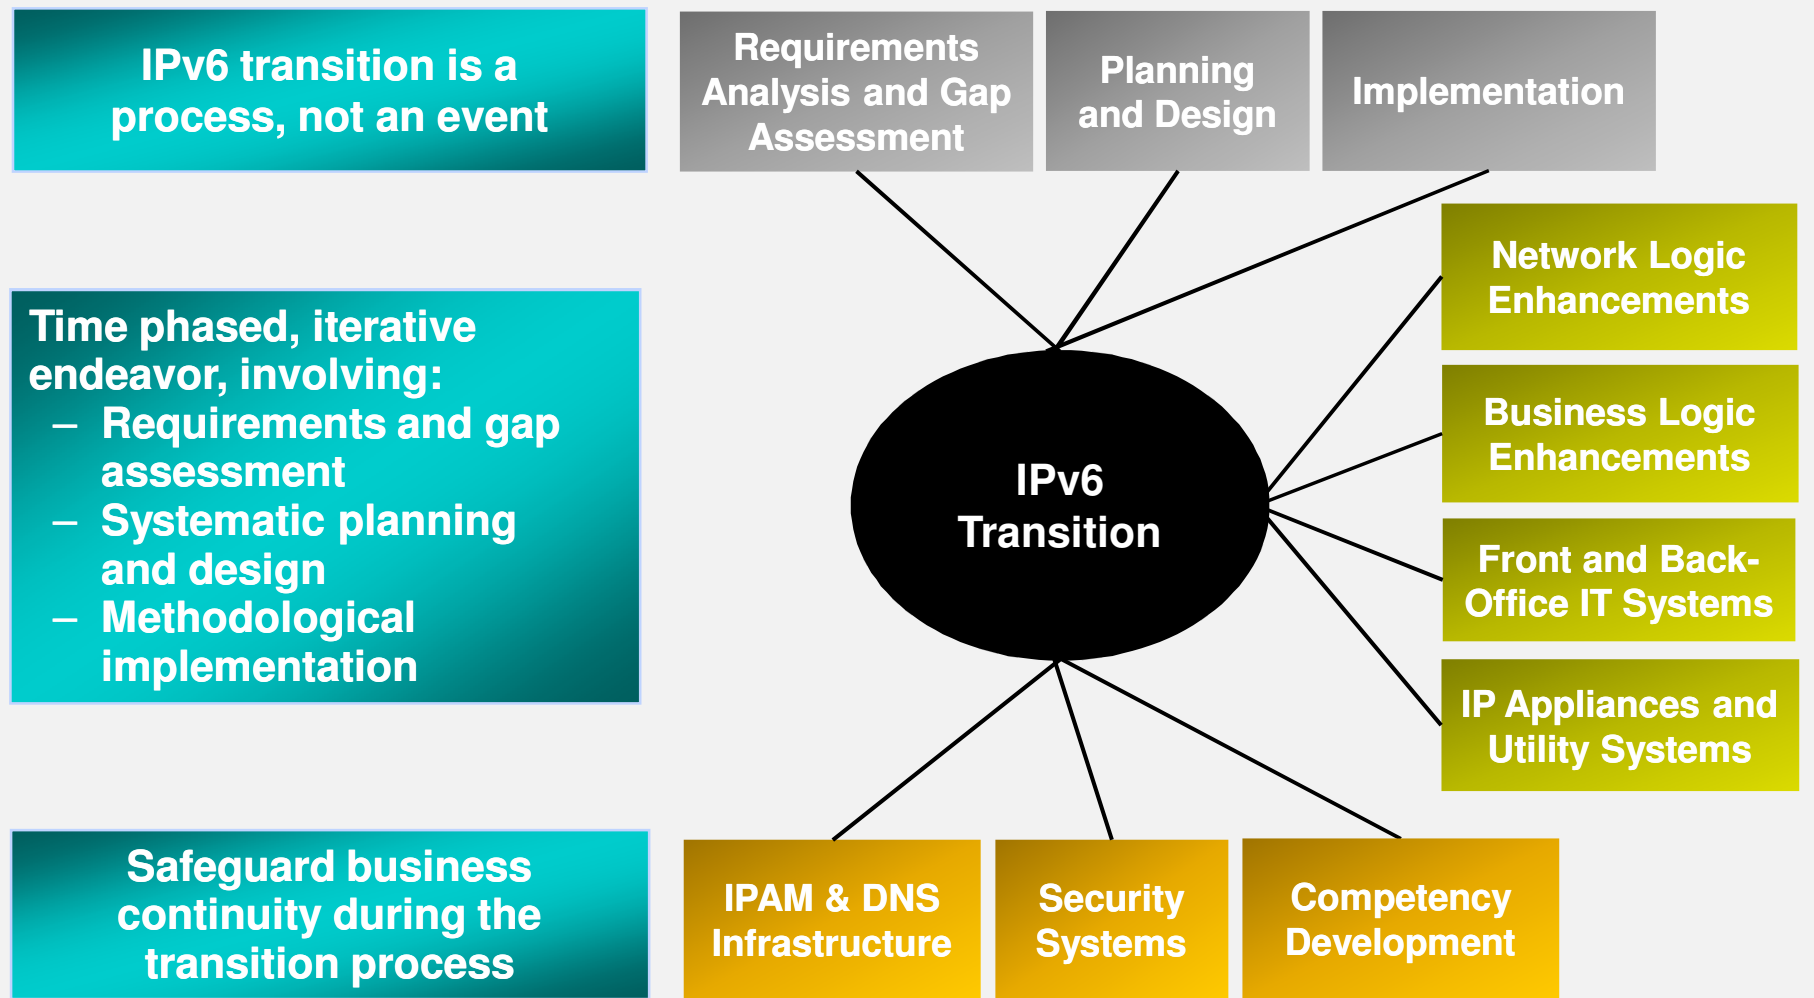 IPv6 transition is a
process, not an event
Requirements
Analysis and Gap
Assessment
Planning
and Design
Implementation
Network Logic
Enhancements
Time phased, iterative
endeavor, involving:
– Requirements and gap
assessment
– Systematic planning
and design
– Methodological
implementation
Business Logic
Enhancements
IPv6
Transition
Front and Back-
Office IT Systems
IP Appliances and
Utility Systems
Safeguard business
continuity during the
transition process
IPAM & DNS
Infrastructure
Security
Systems
Competency
Development